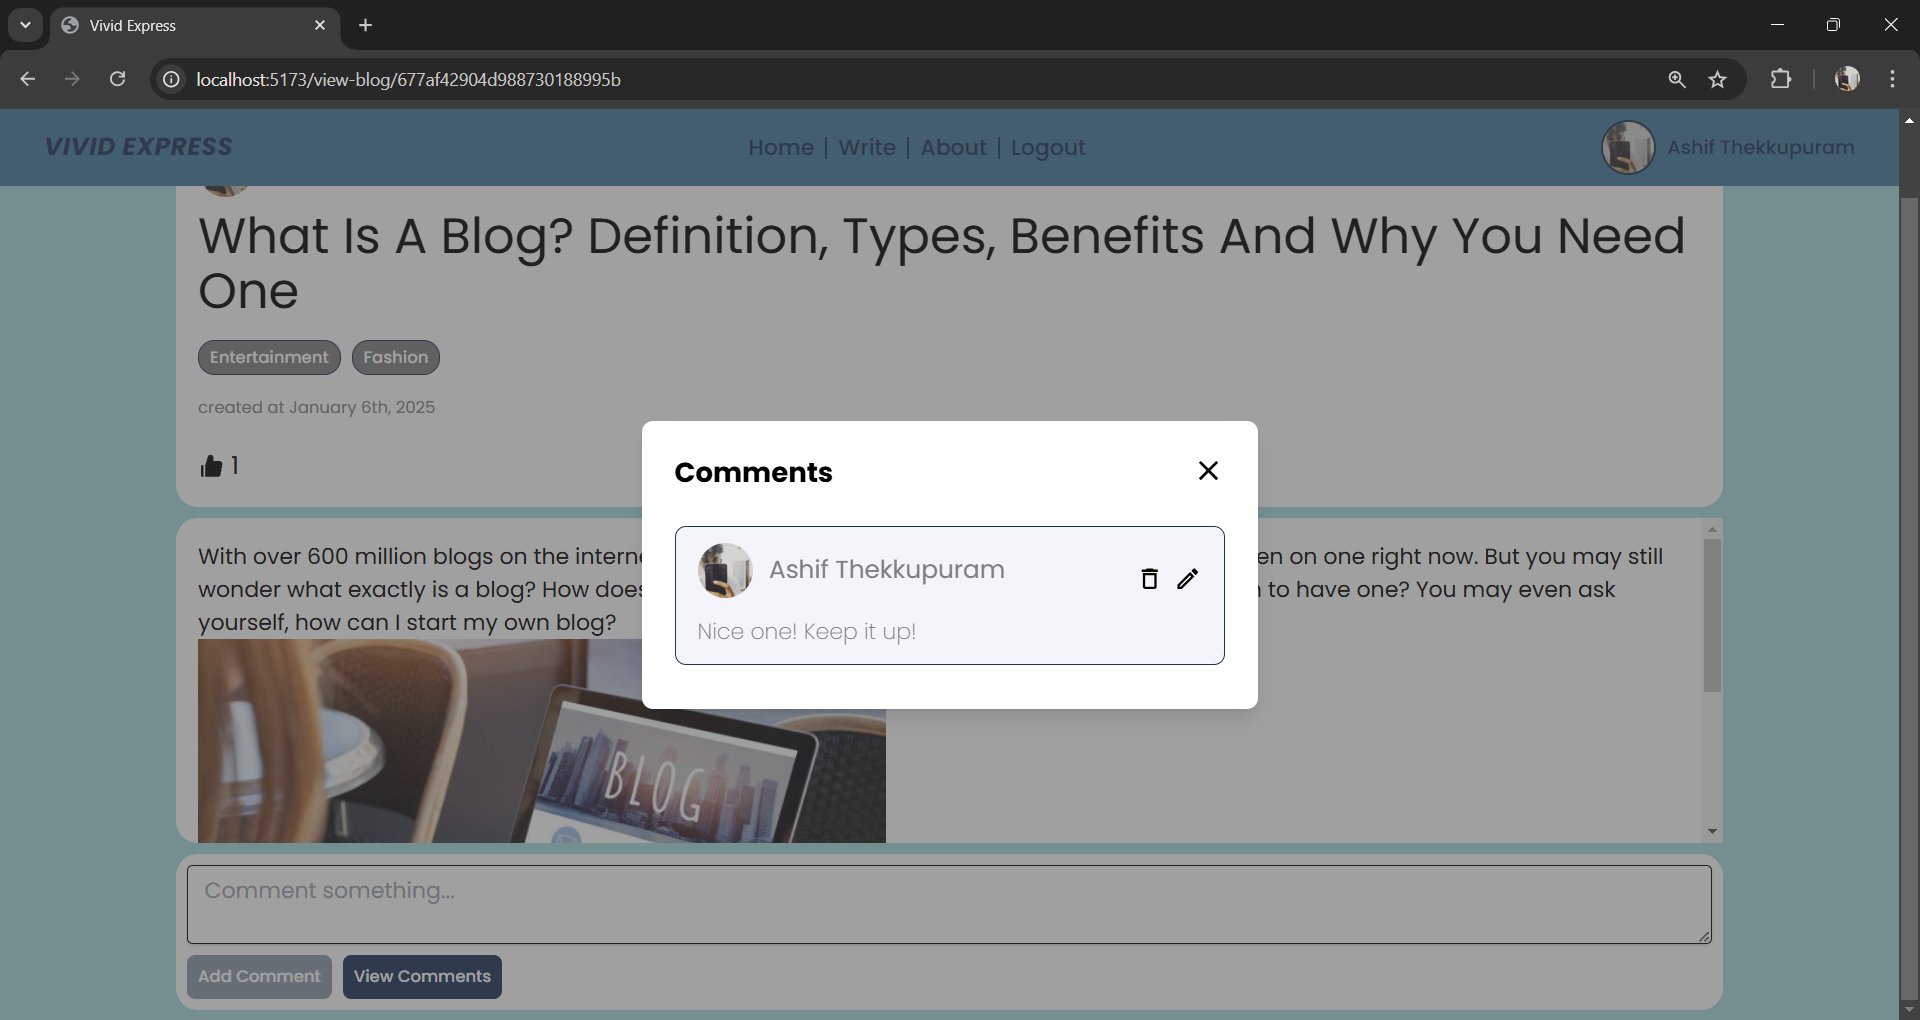 Vivid Express
localhost:5173/view-blog/677af42904d988730188995b
VIVID EXPRESS
Home | Write | About | Logout
Ashif Thekkupuram
What Is A Blog? Definition, Types, Benefits And Why You Need
One
Entertainment Fashion
created at January 6th, 2025
1
Comments
Ashif Thekkupuram
Nice one! Keep it up!
With over 600 million blogs on the en on one right now. But you may still
wonder what exactly is a blog? How to have one? You may even ask
yourself, how can I start my own blog?
BLOG
Comment something...
Add Comment View Comments